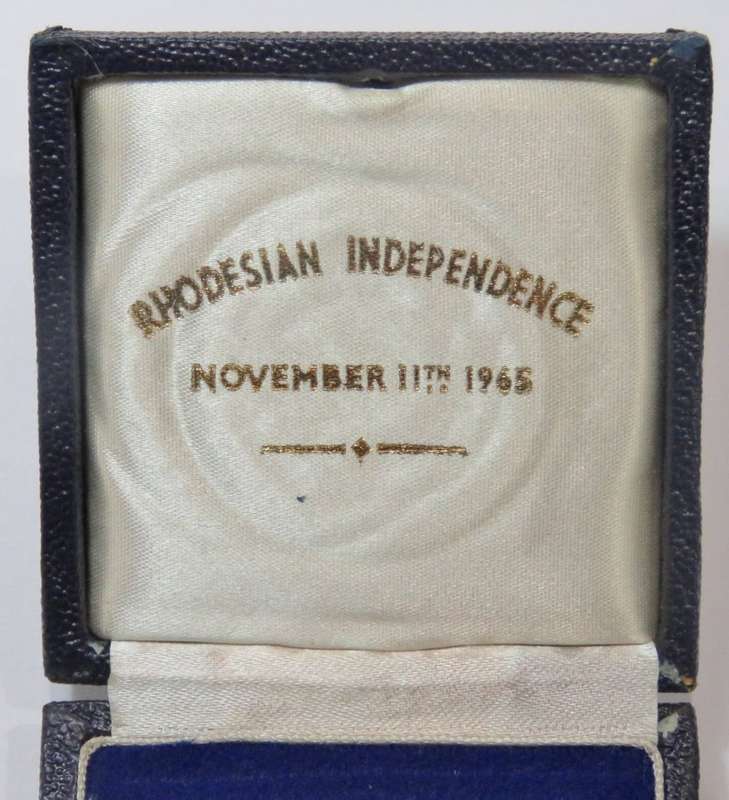 RHODESIAN INDEPENDENCE
NOVEMBER 11TH 1965